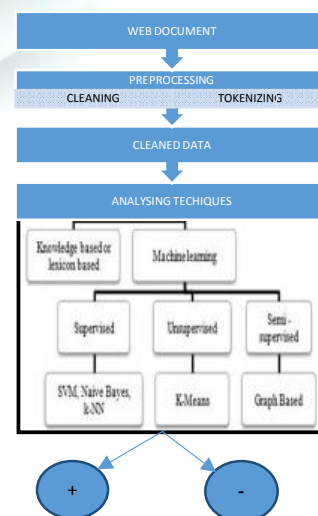 WEB DOCUMENT
PREPROCESSING
CLEANING TOKENIZING
CLEANED DATA
ANALYSING TECHIQUES
Knowledge based or
lexicon based
Machine learning
Supervised
Unsupervised
Semi -
supervised
SVM, Naive Bayes,
k-NN
K-Means
Graph Based
+ -